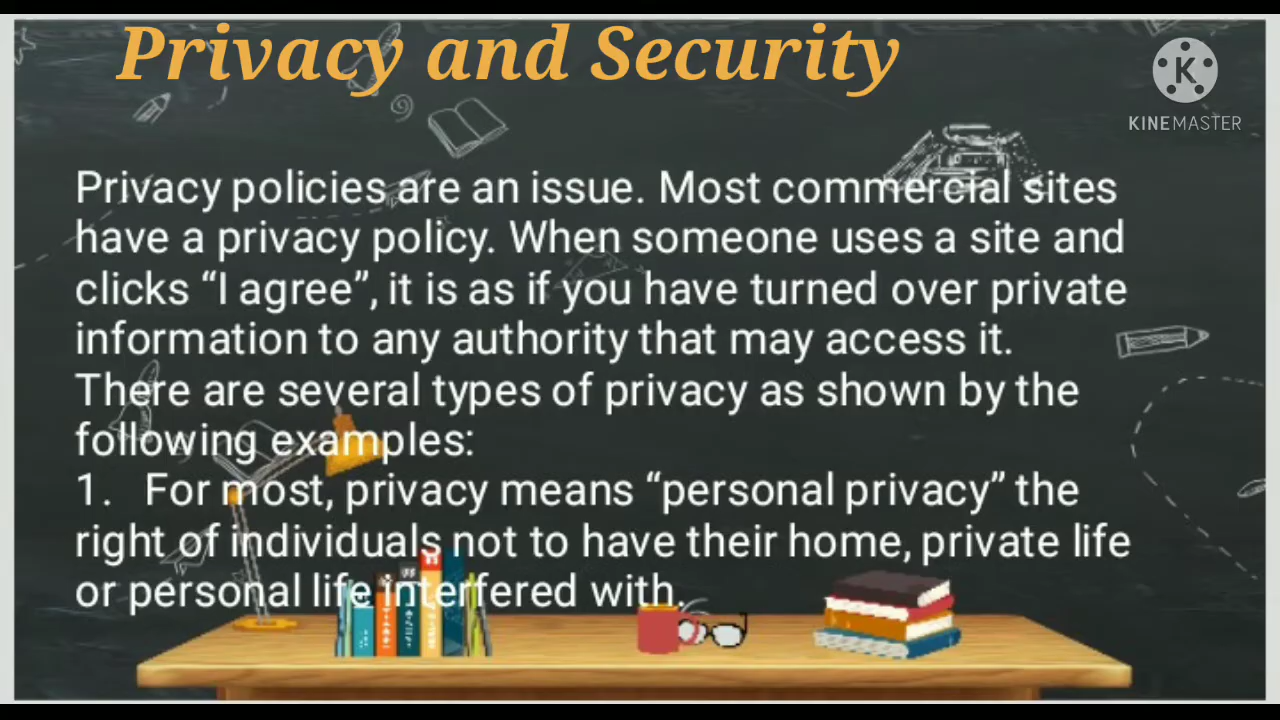 Privacy and Security
K
KINEMASTER
Privacy policies are an issue. Most commercial sites
have a privacy policy. When someone uses a site and
clicks “I agree”, it is as if you have turned over private
information to any authority that may access it.
There are several types of privacy as shown by the
following examples:
1. For most, privacy means “personal privacy” the
right of individuals not to have their home, private life
or personal life interfered with.